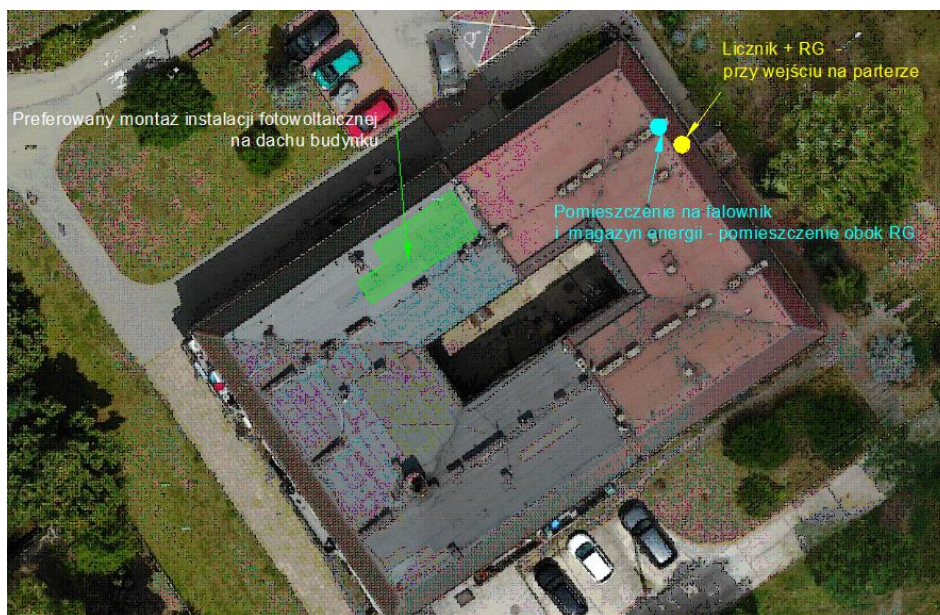 Licznik + RG -
przy wejściu na parterze
Preferowany montaż instalacji fotowoltaicznej
na dachu budynku
Pomieszczenie na falownik
i magazyn energii - pomieszczenie obok RG